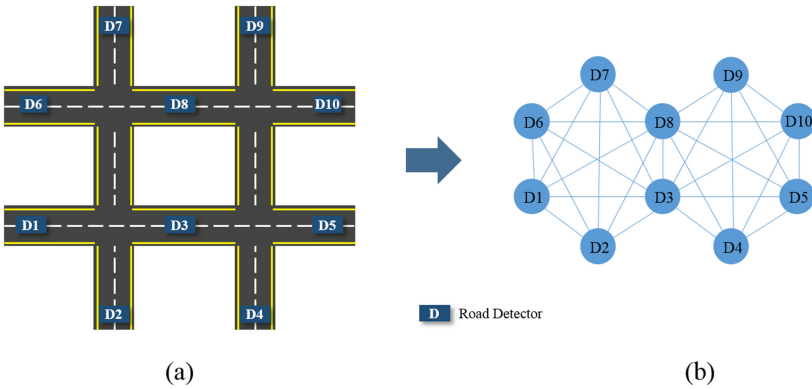 D7
D9
D6
D8
D10
D1
D3
D5
D2
D4
(a)
D7
D9
D6
D8
D10
D1
D3
D5
D2
D4
D Road Detector
(b)